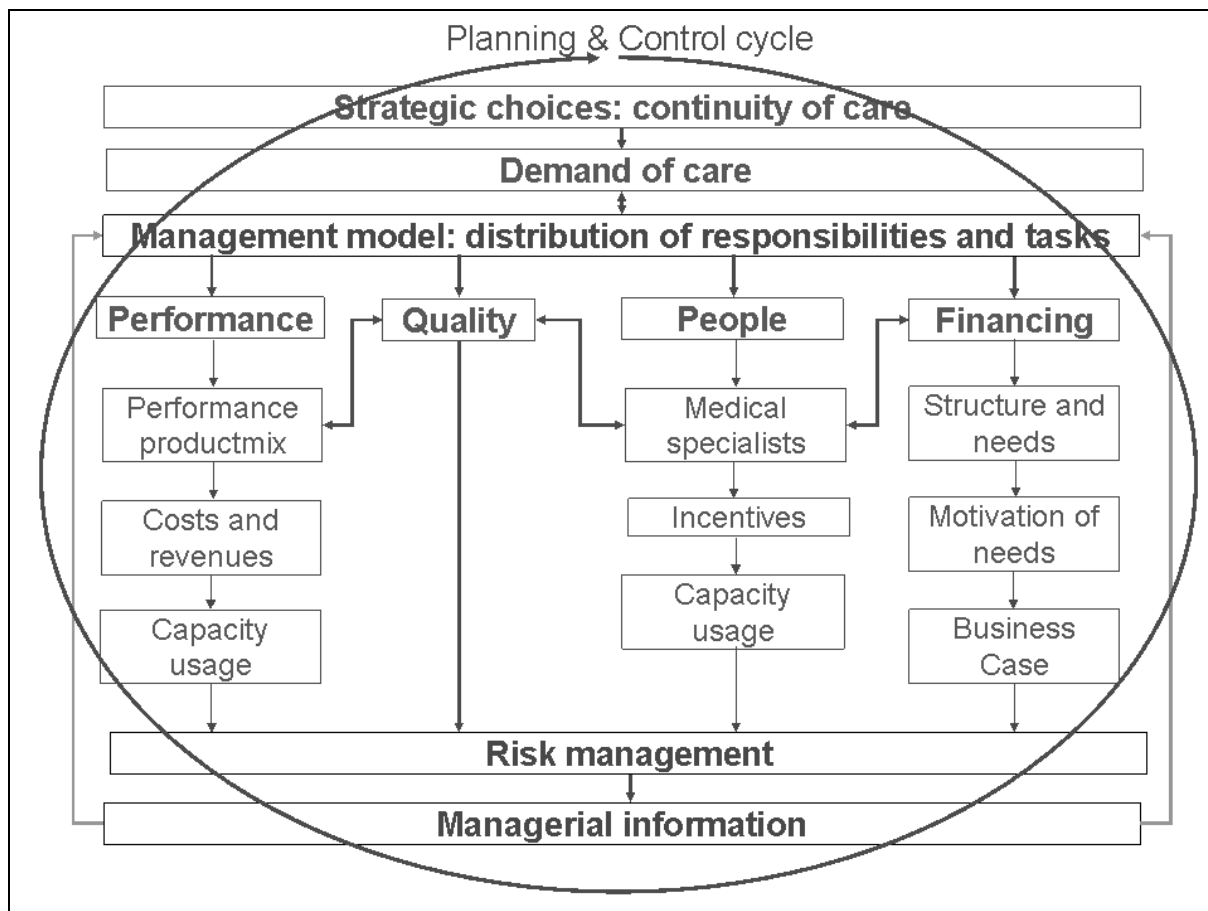 Planning & Control cycle
Strategic choices: continuity of care
Demand of care
Management model: distribution of responsibilities and tasks
Performance
Quality
People
Financing
Performance
productmix
Medical
specialists
Structure and
needs
Costs and
revenues
Incentives
Motivation of
needs
Capacity
usage
Capacity
usage
Business
Case
Risk management
Managerial information